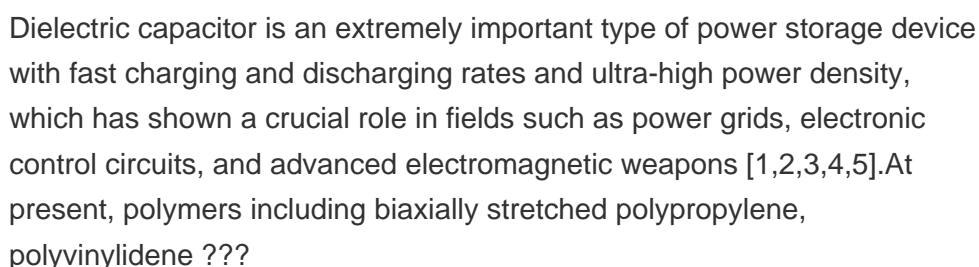 Dielectric capacitor is an extremely important type of power storage device
with fast charging and discharging rates and ultra-high power density,
which has shown a crucial role in fields such as power grids, electronic
control circuits, and advanced electromagnetic weapons [1,2,3,4,5].At
present, polymers including biaxially stretched polypropylene,
polyvinylidene ???